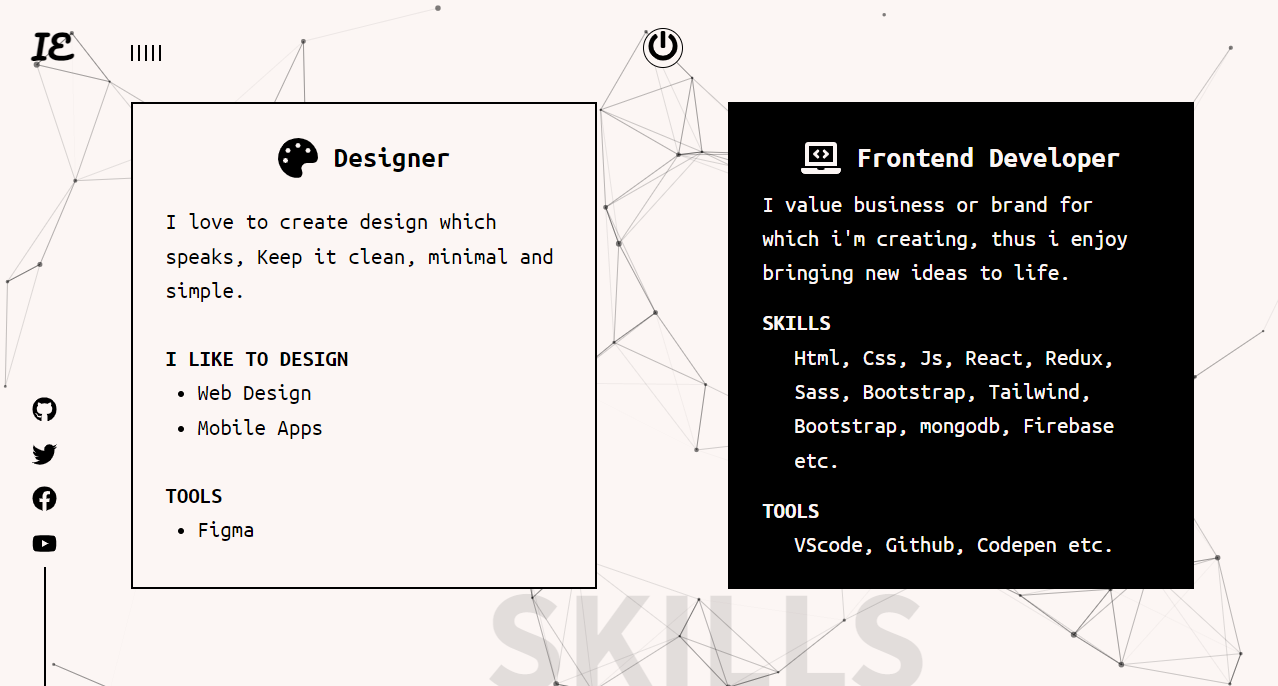 IE
Designer
I love to create design which
speaks, Keep it clean, minimal and
simple.
I LIKE TO DESIGN
Web Design
Mobile Apps
TOOLS
Figma
Frontend Developer
I value business or brand for
which i'm creating, thus i enjoy
bringing new ideas to life.
SKILLS
Html, Css, Js, React, Redux,
Sass, Bootstrap, Tailwind,
Bootstrap, mongodb, Firebase
etc.
TOOLS
VScode, Github, Codepen etc.
SKILLS